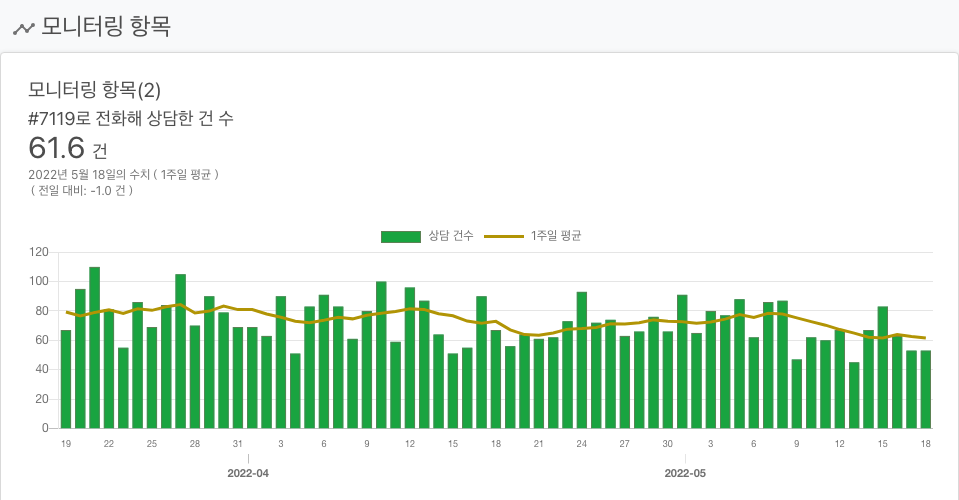 모니터링 항목
모니터링 항목(2)
#7119로 전화해 상담한 건 수
61.6 건
2022년 5월 18일의 수치 ( 1주일 평균 )
( 전일 대비: -1.0 건 )
상담 건수 1주일 평균
120
100
80
60
40
20
0
19 22 25 28 31 3 6 9 12 15 18 21 24 27 30 3 6 9 12 15 18
2022-04 2022-05